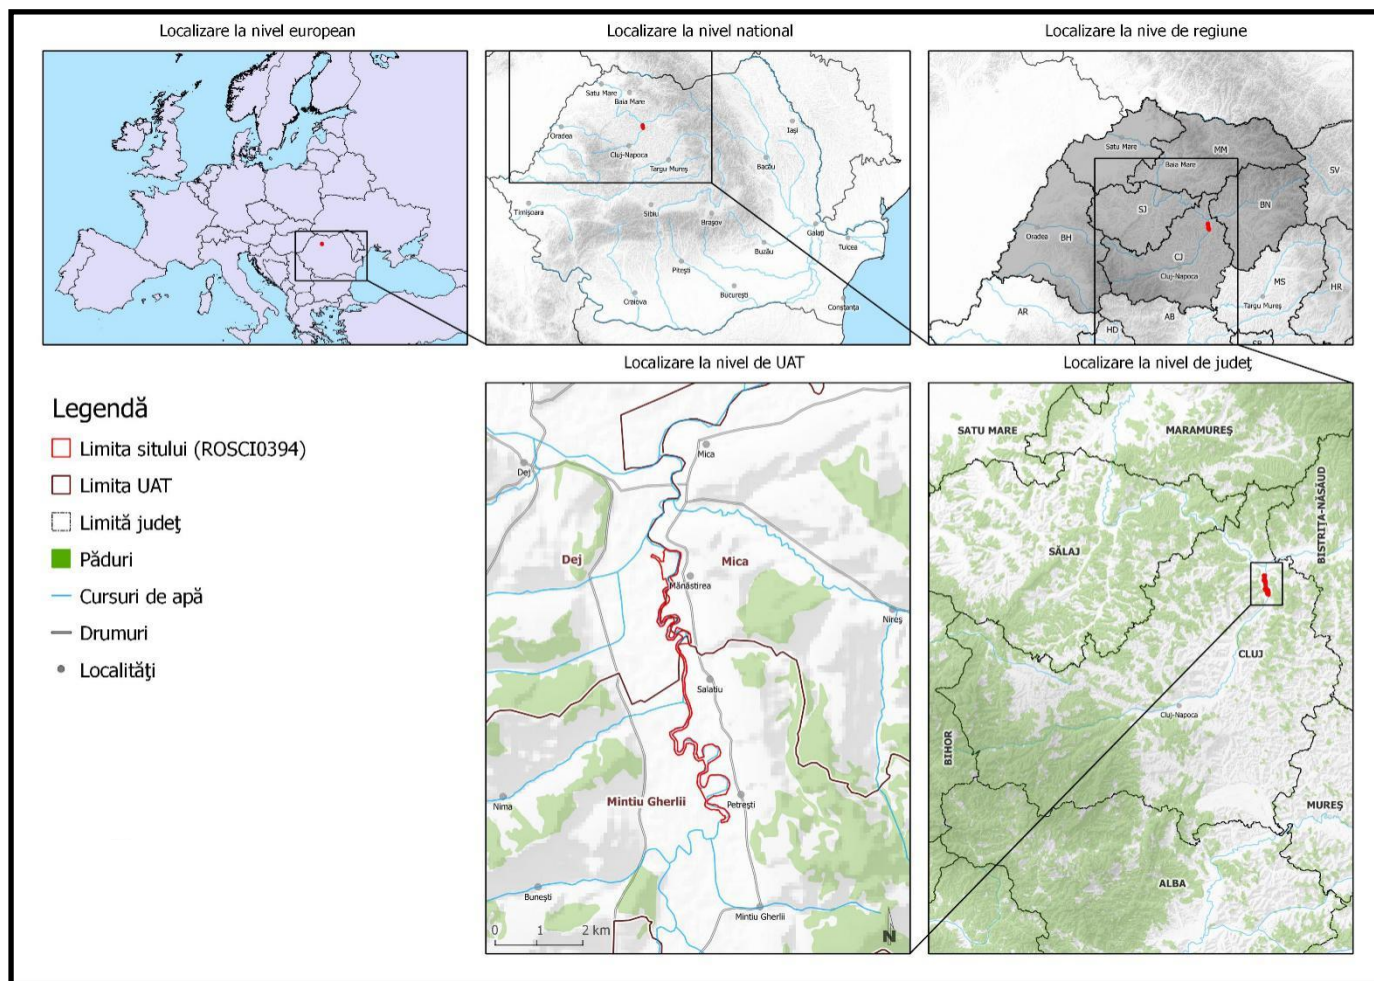 Localizare la nivel european
Localizare la nivel national
Localizare la nive de regiune
Satu Mare
Baia Mare
Oradea
Cluj-Napoca
Targu Mureș
Iași
Bacău
Timișoara
Sibiu
Brașov
Galați
Tulcea
Buzău
Pitești
Craiova
București
Constanța
Satu Mare
MM
Baia Mare
SV
SJ
BN
Oradea
BH
CJ
Cluj-Napoca
MS
HR
Targu Mureș
AR
AB
HD
SB
Localizare la nivel de UAT
Localizare la nivel de județ
Legendă
Limita sitului (ROSCI0394)
Limita UAT
Limită județ
Păduri
Cursuri de apă
Drumuri
Localități
Mica
Dej
Dej
Mica
Mănăstirea
Nireș
Salatiu
Nima
Mintiu Gherlii
Petrești
Bunești
Mintiu Gherlii
0 1 2 km
N
SATU MARE
MARAMUREȘ
BISTRIȚA-NĂSĂUD
SĂLAJ
CLUJ
Cluj-Napoca
BIHOR
MUREȘ
ALBA